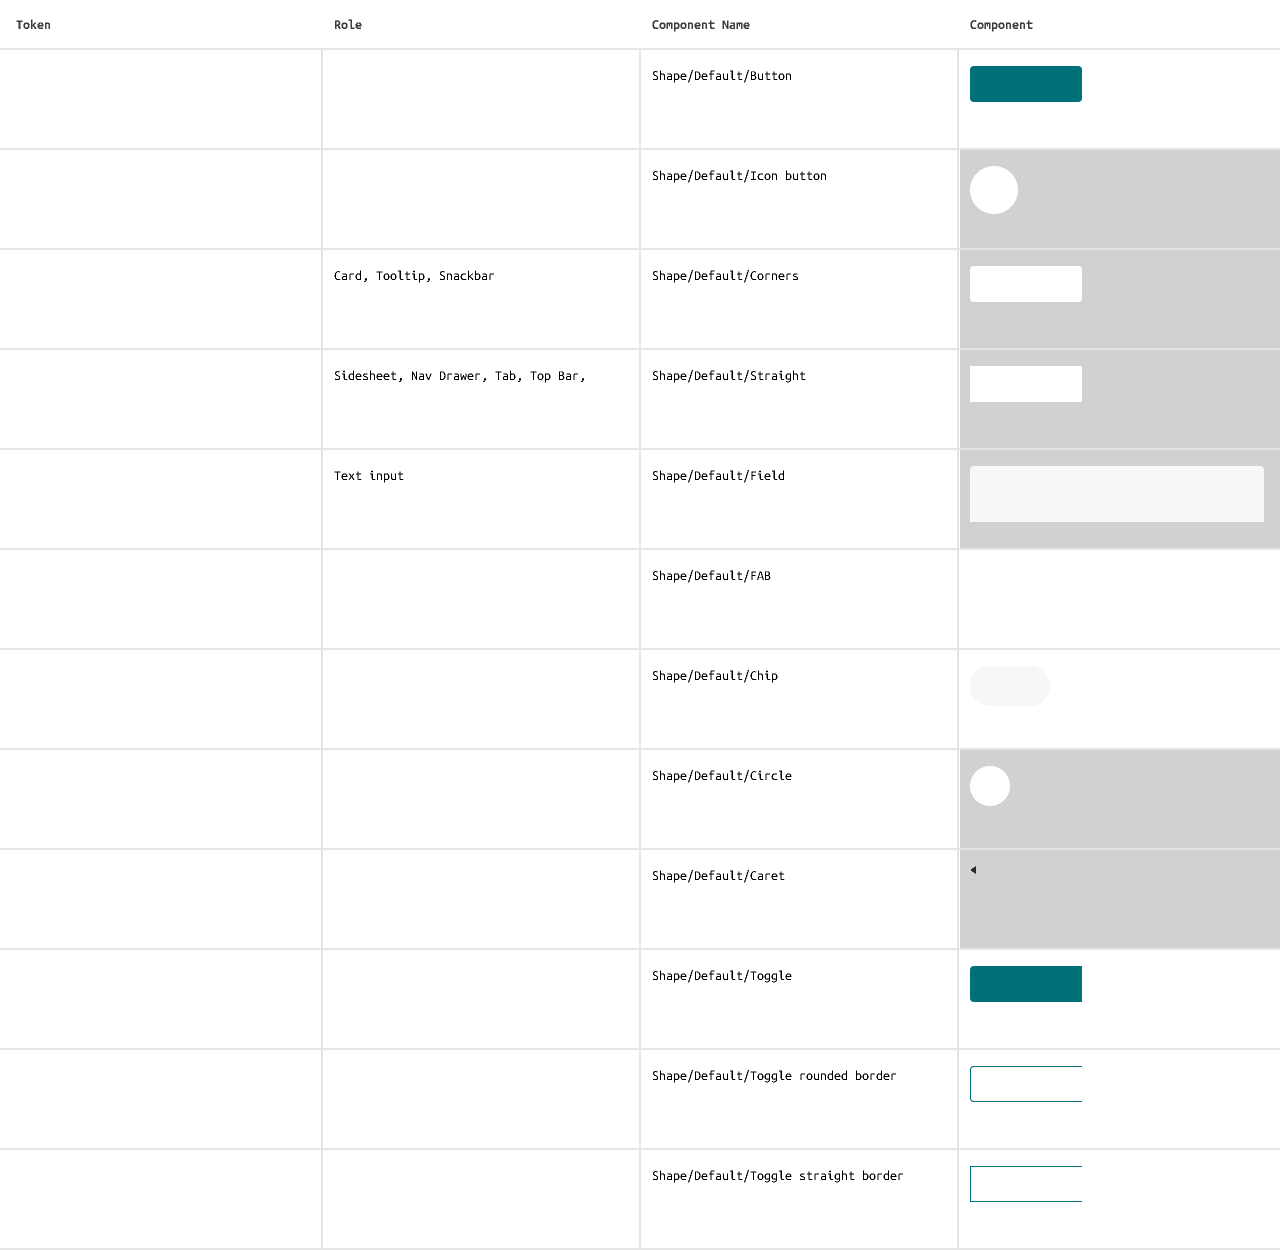 Token Role Component Name Component
Shape/Default/Button
Shape/Default/Icon button
Card, Tooltip, Snackbar Shape/Default/Corners
Sidesheet, Nav Drawer, Tab, Top Bar, Shape/Default/Straight
Text input Shape/Default/Field
Shape/Default/FAB
Shape/Default/Chip
Shape/Default/Circle
Shape/Default/Caret
Shape/Default/Toggle
Shape/Default/Toggle rounded border
Shape/Default/Toggle straight border